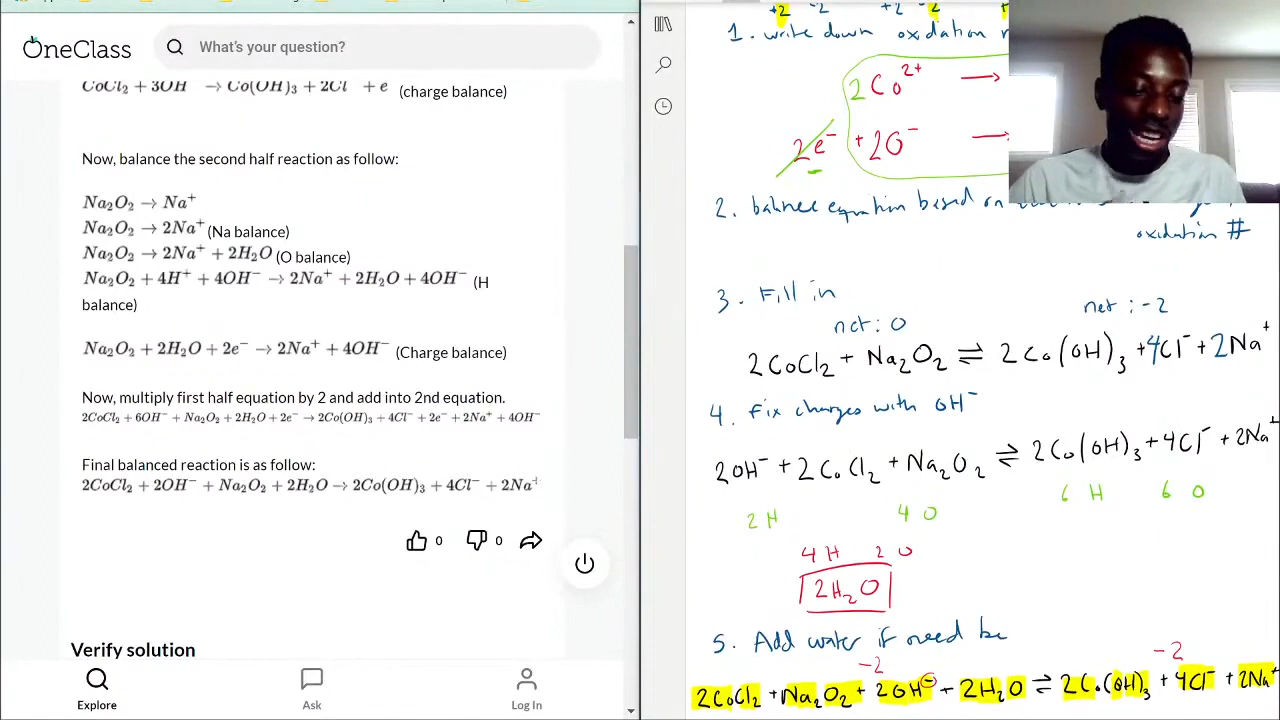 OneClass
What's your question?
CoCl₂ + 3OH → Co(OH)₃ + 2Cl + e (charge balance)
Now, balance the second half reaction as follow:
Na₂O₂ → Na⁺
Na₂O₂ → 2Na⁺ (Na balance)
Na₂O₂ → 2Na⁺ + 2H₂O (O balance)
Na₂O₂ + 4H⁺ + 4OH⁻ → 2Na⁺ + 2H₂O + 4OH⁻ (H
balance)
Na₂O₂ + 2H₂O + 2e⁻ → 2Na⁺ + 4OH⁻ (Charge balance)
Now, multiply first half equation by 2 and add into 2nd equation.
2CoCl₂ + 6OH⁻ + Na₂O₂ + 2H₂O + 2e⁻ → 2Co(OH)₃ + 4Cl⁻ + 2e⁻ + 2Na⁺ + 4OH⁻
Final balanced reaction is as follow:
2CoCl₂ + 2OH⁻ + Na₂O₂ + 2H₂O → 2Co(OH)₃ + 4Cl⁻ + 2Na⁺
0 0
Verify solution
Explore Ask Log In
+2 -2 +2 -2
1. write down oxidation
2Co²⁺ →
2e⁻ + 2O⁻ →
2. balance equation based on
oxidation #
3. Fill in
net: 0 net: -2
2CoCl₂ + Na₂O₂ ⇌ 2Co(OH)₃ + 4Cl⁻ + 2Na⁺
4. Fix charges with OH⁻
2OH⁻ + 2CoCl₂ + Na₂O₂ ⇌ 2Co(OH)₃ + 4Cl⁻ + 2Na⁺
2H 4O 6 H 6 O
4H 2 O
2H₂O
5. Add water if need be
-2 -2
2CoCl₂ + Na₂O₂ + 2OH⁻ + 2H₂O ⇌ 2Co(OH)₃ + 4Cl⁻ + 2Na⁺